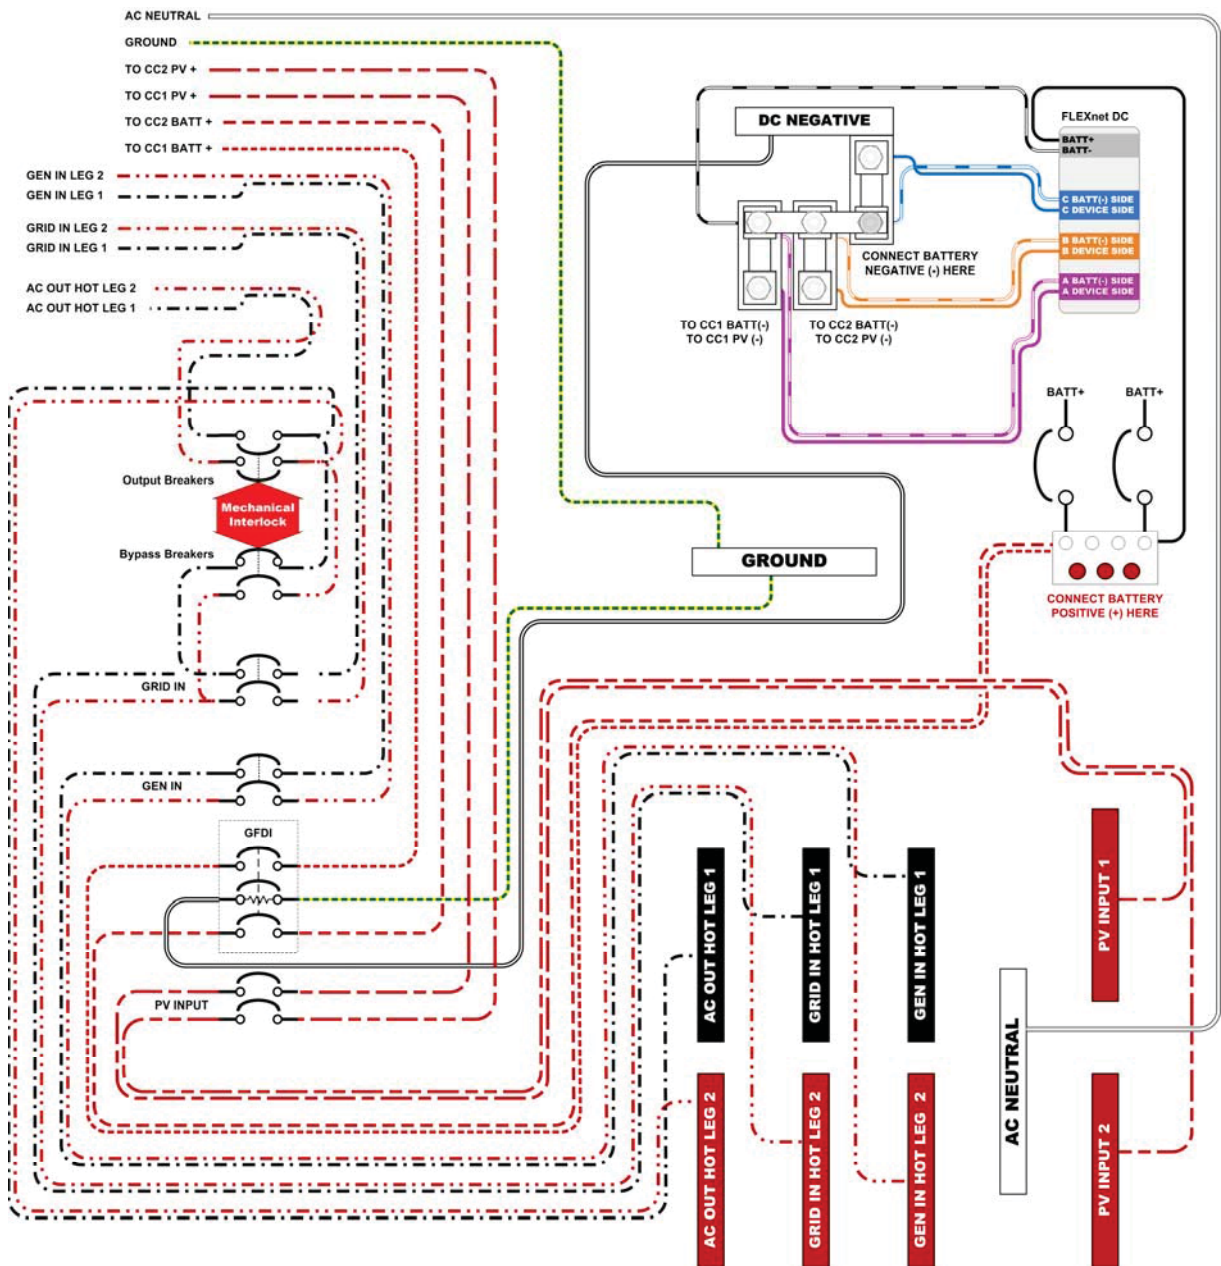 AC NEUTRAL
GROUND
TO CC2 PV +
TO CC1 PV +
TO CC2 BATT +
TO CC1 BATT +
GEN IN LEG 2
GEN IN LEG 1
GRID IN LEG 2
GRID IN LEG 1
AC OUT HOT LEG 2
AC OUT HOT LEG 1
DC NEGATIVE
FLEXnet DC
BATT+
BATT-
C BATT(-) SIDE
C DEVICE SIDE
B BATT(-) SIDE
B DEVICE SIDE
A BATT(-) SIDE
A DEVICE SIDE
CONNECT BATTERY
NEGATIVE (-) HERE
TO CC1 BATT(-)
TO CC1 PV (-)
TO CC2 BATT(-)
TO CC2 PV (-)
BATT+
BATT+
Output Breakers
Mechanical
Interlock
Bypass Breakers
GROUND
CONNECT BATTERY
POSITIVE (+) HERE
GRID IN
GEN IN
GFDI
PV INPUT
AC OUT HOT LEG 1
GRID IN HOT LEG 1
GEN IN HOT LEG 1
PV INPUT 1
AC NEUTRAL
AC OUT HOT LEG 2
GRID IN HOT LEG 2
GEN IN HOT LEG 2
PV INPUT 2